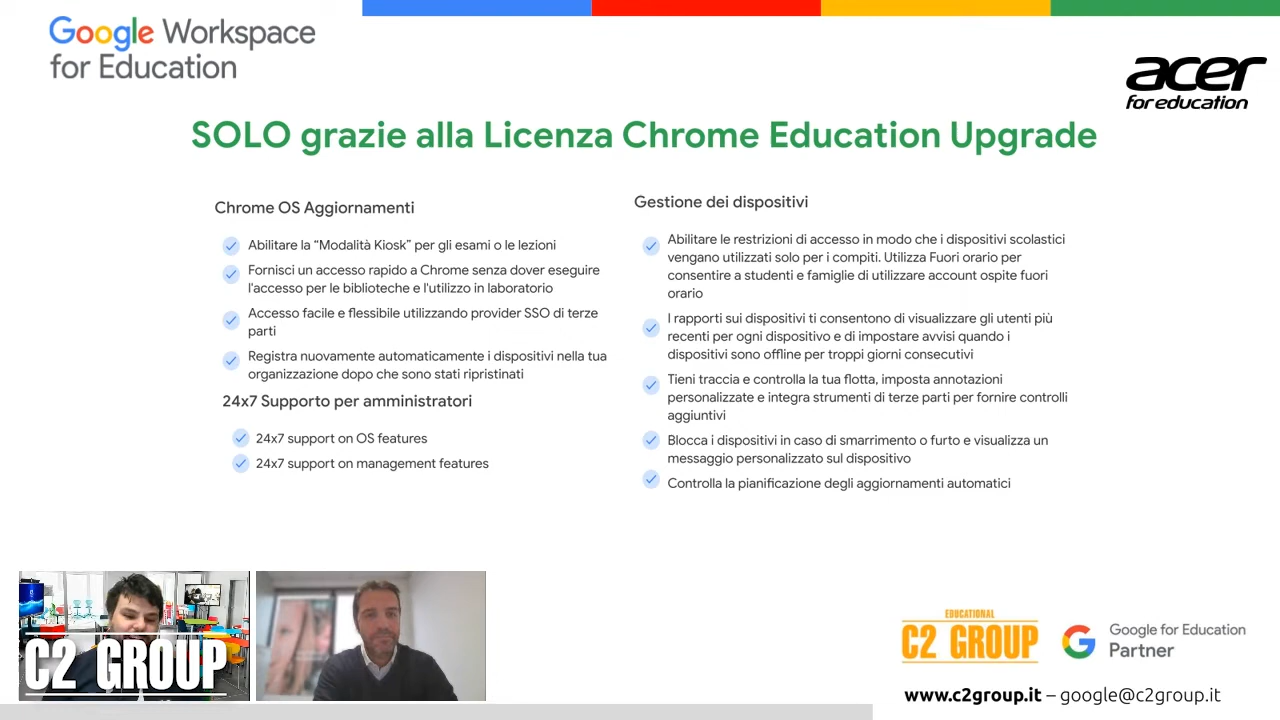 Google Workspace
for Education
acer
for education
SOLO grazie alla Licenza Chrome Education Upgrade
Chrome OS Aggiornamenti
Abilitare la “Modalità Kiosk” per gli esami o le lezioni
Fornisci un accesso rapido a Chrome senza dover eseguire
l'accesso per le biblioteche e l'utilizzo in laboratorio
Accesso facile e flessibile utilizzando provider SSO di terze
parti
Registra nuovamente automaticamente i dispositivi nella tua
organizzazione dopo che sono stati ripristinati
24x7 Supporto per amministratori
24x7 support on OS features
24x7 support on management features
Gestione dei dispositivi
Abilitare le restrizioni di accesso in modo che i dispositivi scolastici
vengano utilizzati solo per i compiti. Utilizza Fuori orario per
consentire a studenti e famiglie di utilizzare account ospite fuori
orario
I rapporti sui dispositivi ti consentono di visualizzare gli utenti più
recenti per ogni dispositivo e di impostare avvisi quando i
dispositivi sono offline per troppi giorni consecutivi
Tieni traccia e controlla la tua flotta, imposta annotazioni
personalizzate e integra strumenti di terze parti per fornire controlli
aggiuntivi
Blocca i dispositivi in caso di smarrimento o furto e visualizza un
messaggio personalizzato sul dispositivo
Controlla la pianificazione degli aggiornamenti automatici
C2 GROUP
EDUCATIONAL
C2 GROUP
Google for Education
Partner
www.c2group.it – google@c2group.it